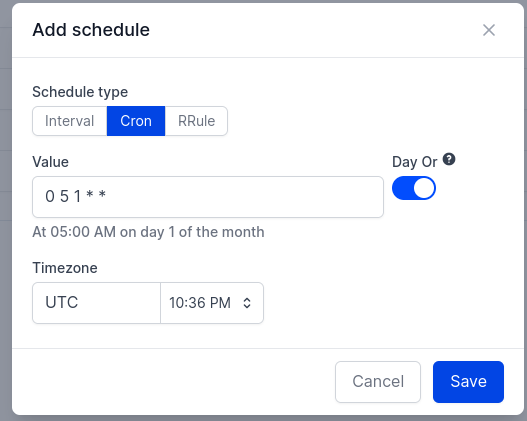 Add schedule
Schedule type
Interval Cron RRule
Value Day Or ?
0 5 1 * *
At 05:00 AM on day 1 of the month
Timezone
UTC 10:36 PM
Cancel Save